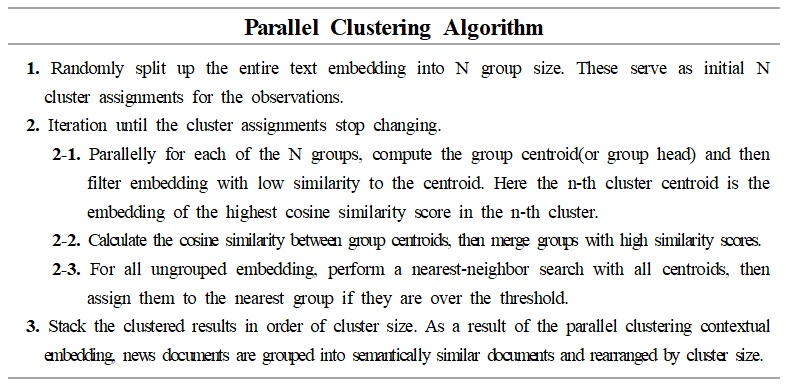 Parallel Clustering Algorithm
1. Randomly split up the entire text embedding into N group size. These serve as initial N
cluster assignments for the observations.
2. Iteration until the cluster assignments stop changing.
2-1. Parallelly for each of the N groups, compute the group centroid(or group head) and then
filter embedding with low similarity to the centroid. Here the n-th cluster centroid is the
embedding of the highest cosine similarity score in the n-th cluster.
2-2. Calculate the cosine similarity between group centroids, then merge groups with high similarity scores.
2-3. For all ungrouped embedding, perform a nearest-neighbor search with all centroids, then
assign them to the nearest group if they are over the threshold.
3. Stack the clustered results in order of cluster size. As a result of the parallel clustering contextual
embedding, news documents are grouped into semantically similar documents and rearranged by cluster size.